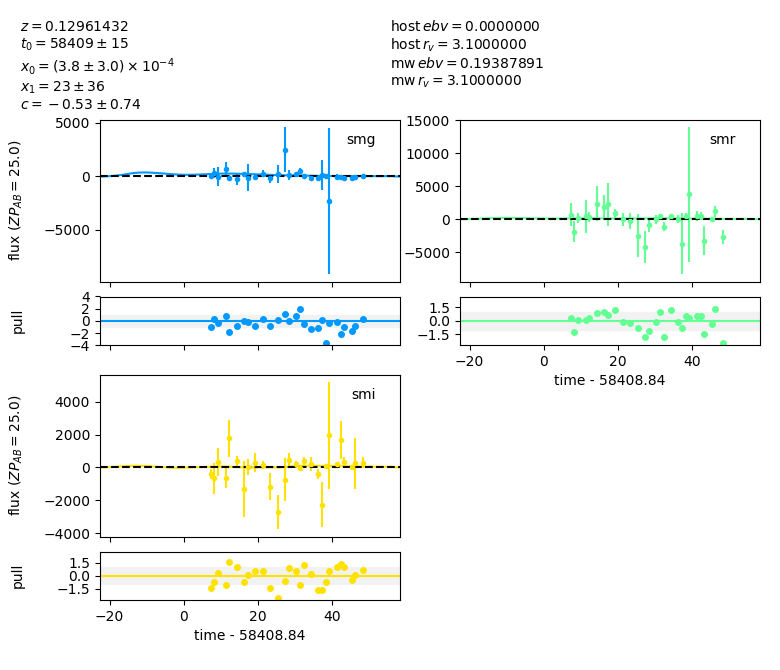 z = 0.12961432
t₀ = 58409 ± 15
x₀ = (3.8 ± 3.0) × 10⁻⁴
x₁ = 23 ± 36
c = −0.53 ± 0.74
host ebv = 0.0000000
host r_v = 3.1000000
mw ebv = 0.19387891
mw r_v = 3.1000000
smg
flux (ZP_AB = 25.0)
5000
0
−5000
pull
4
2
0
−2
−4
smr
15000
10000
5000
0
−5000
1.5
0.0
−1.5
−20 0 20 40
time - 58408.84
smi
flux (ZP_AB = 25.0)
4000
2000
0
−2000
−4000
pull
1.5
0.0
−1.5
−20 0 20 40
time - 58408.84